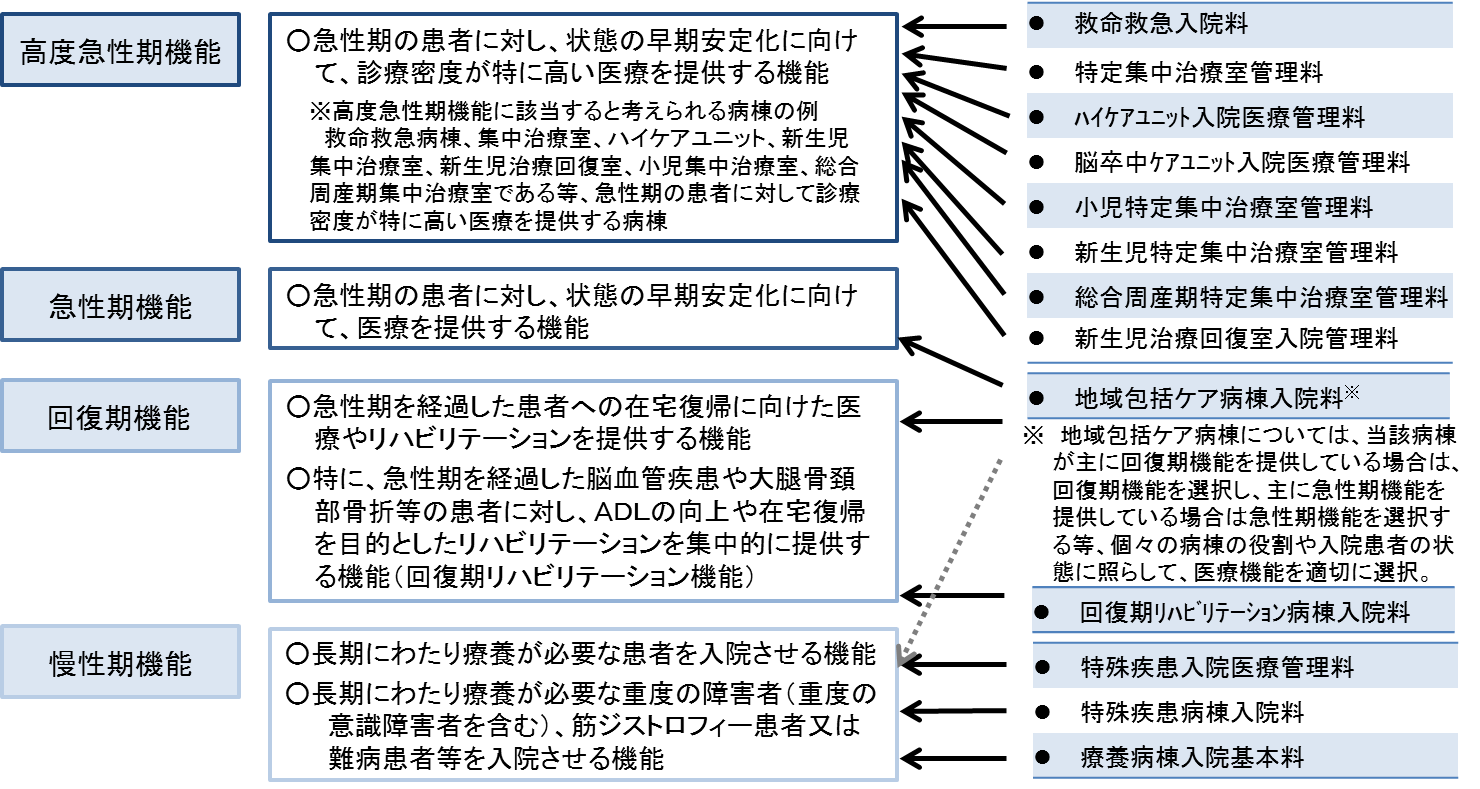 高度急性期機能
○急性期の患者に対し、状態の早期安定化に向け
て、診療密度が特に高い医療を提供する機能
※高度急性期機能に該当すると考えられる病棟の例
救命救急病棟、集中治療室、ハイケアユニット、新生児
集中治療室、新生児治療回復室、小児集中治療室、総合
周産期集中治療室である等、急性期の患者に対して診療
密度が特に高い医療を提供する病棟
急性期機能
○急性期の患者に対し、状態の早期安定化に向け
て、医療を提供する機能
回復期機能
○急性期を経過した患者への在宅復帰に向けた医
療やリハビリテーションを提供する機能
○特に、急性期を経過した脳血管疾患や大腿骨頚
部骨折等の患者に対し、ADLの向上や在宅復帰
を目的としたリハビリテーションを集中的に提供す
る機能(回復期リハビリテーション機能)
慢性期機能
○長期にわたり療養が必要な患者を入院させる機能
○長期にわたり療養が必要な重度の障害者(重度の
意識障害者を含む)、筋ジストロフィー患者又は
難病患者等を入院させる機能
● 救命救急入院料
● 特定集中治療室管理料
● ハイケアユニット入院医療管理料
● 脳卒中ケアユニット入院医療管理料
● 小児特定集中治療室管理料
● 新生児特定集中治療室管理料
● 総合周産期特定集中治療室管理料
● 新生児治療回復室入院管理料
● 地域包括ケア病棟入院料※
※ 地域包括ケア病棟については、当該病棟
が主に回復期機能を提供している場合は、
回復期機能を選択し、主に急性期機能を
提供している場合は急性期機能を選択す
る等、個々の病棟の役割や入院患者の状
態に照らして、医療機能を適切に選択。
● 回復期リハビリテーション病棟入院料
● 特殊疾患入院医療管理料
● 特殊疾患病棟入院料
● 療養病棟入院基本料